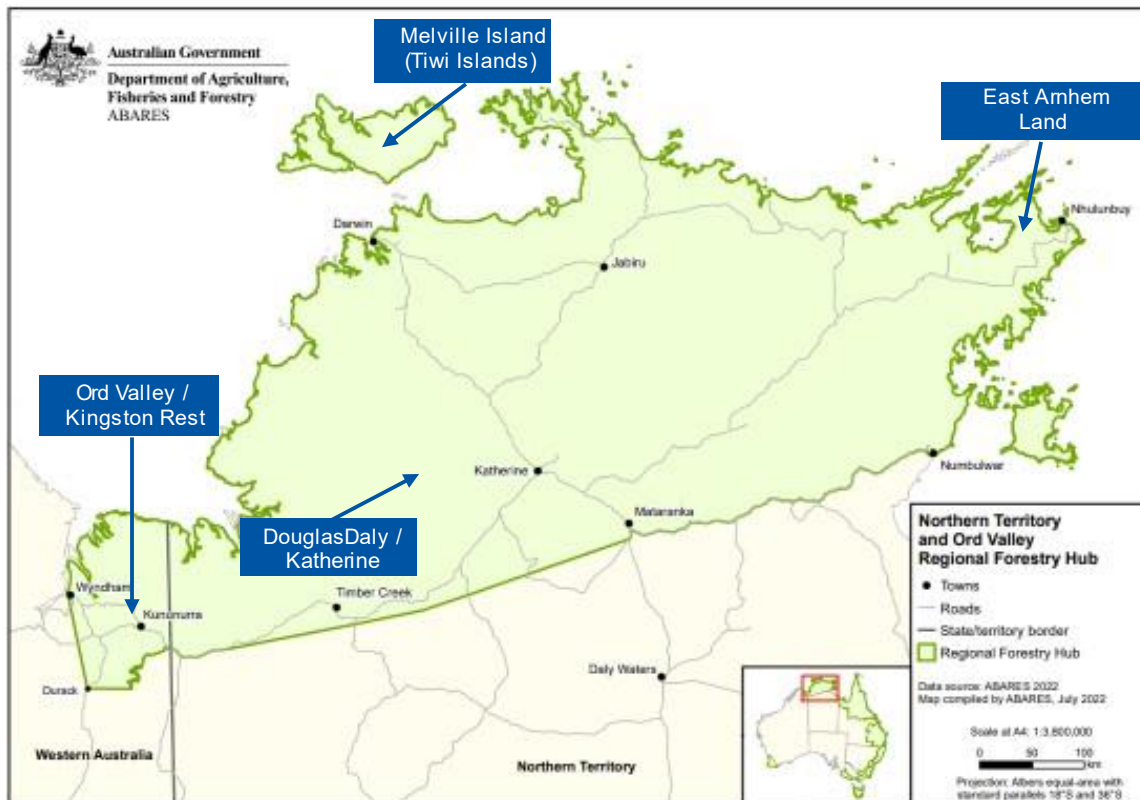 Australian Government
Department of Agriculture,
Fisheries and Forestry
ABARES
Melville Island
(Tiwi Islands)
East Arnhem
Land
Nhulunbuy
Darwin
Jabiru
Ord Valley /
Kingston Rest
Katherine
Numbulwar
Mataranka
DouglasDaly /
Katherine
Wyndham
Timber Creek
Kununurra
Daly Waters
Durack
Western Australia
Northern Territory
Northern Territory
and Ord Valley
Regional Forestry Hub
Towns
Roads
State/territory border
Regional Forestry Hub
Data source: ABARES 2022
Map compiled by ABARES, July 2022
Scale at A4: 1:3,800,000
0 50 100
km
Projection: Albers equal-area with
standard parallels 18°S and 36°S